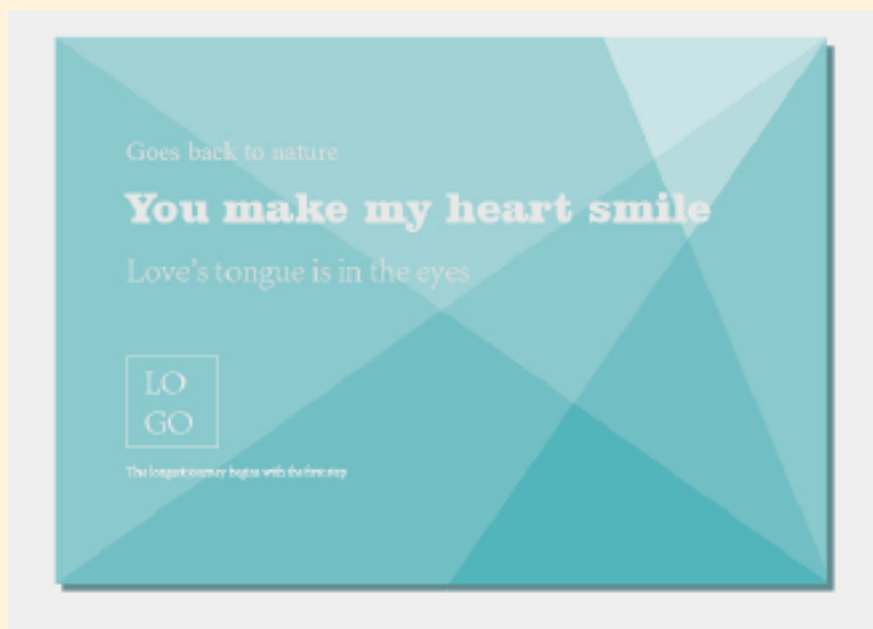 Goes back to nature
You make my heart smile
Love's tongue is in the eyes
LO
GO
The longest journey begins with the first step